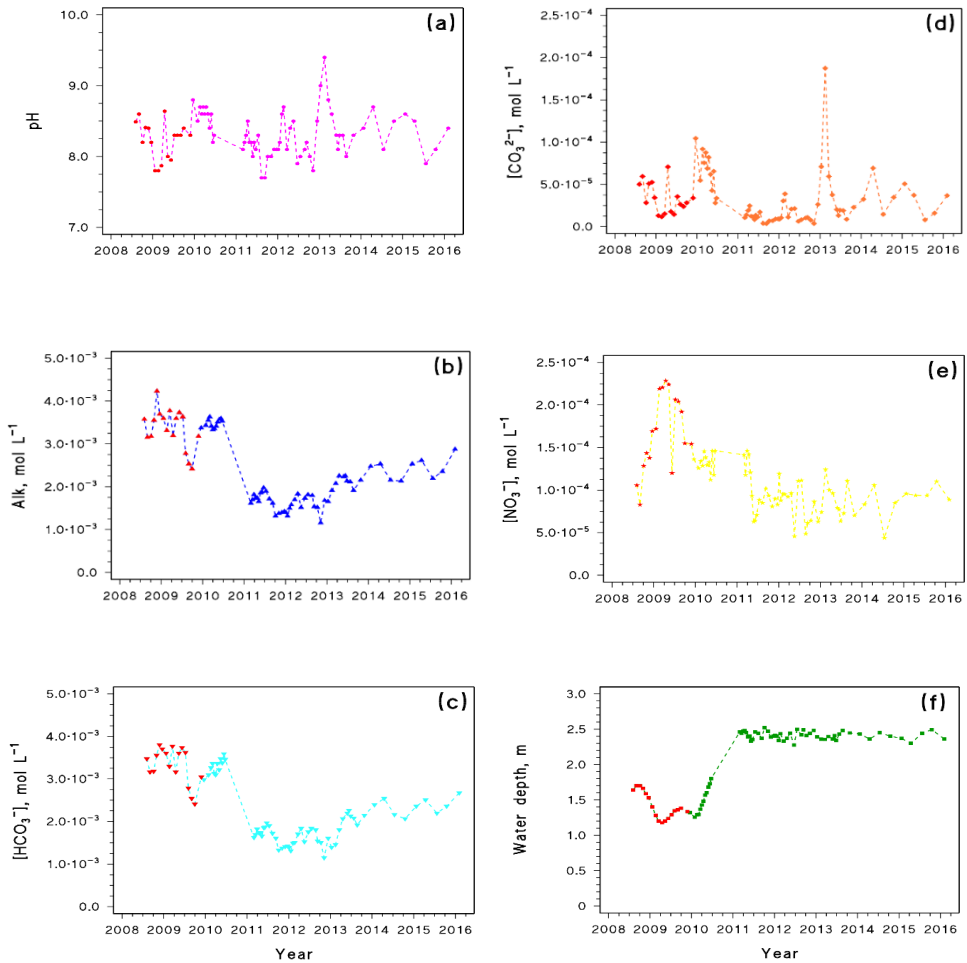 (a)
pH
10.0
9.0
8.0
7.0
2008 2009 2010 2011 2012 2013 2014 2015 2016
(d)
[CO₃²⁻], mol L⁻¹
2.5·10⁻⁴
2.0·10⁻⁴
1.5·10⁻⁴
1.0·10⁻⁴
5.0·10⁻⁵
0.0
2008 2009 2010 2011 2012 2013 2014 2015 2016
(b)
Alk, mol L⁻¹
5.0·10⁻³
4.0·10⁻³
3.0·10⁻³
2.0·10⁻³
1.0·10⁻³
0.0
2008 2009 2010 2011 2012 2013 2014 2015 2016
(e)
[NO₃⁻], mol L⁻¹
2.5·10⁻⁴
2.0·10⁻⁴
1.5·10⁻⁴
1.0·10⁻⁴
5.0·10⁻⁵
0.0
2008 2009 2010 2011 2012 2013 2014 2015 2016
(c)
[HCO₃⁻], mol L⁻¹
5.0·10⁻³
4.0·10⁻³
3.0·10⁻³
2.0·10⁻³
1.0·10⁻³
0.0
2008 2009 2010 2011 2012 2013 2014 2015 2016
Year
(f)
Water depth, m
3.0
2.5
2.0
1.5
1.0
0.5
0.0
2008 2009 2010 2011 2012 2013 2014 2015 2016
Year